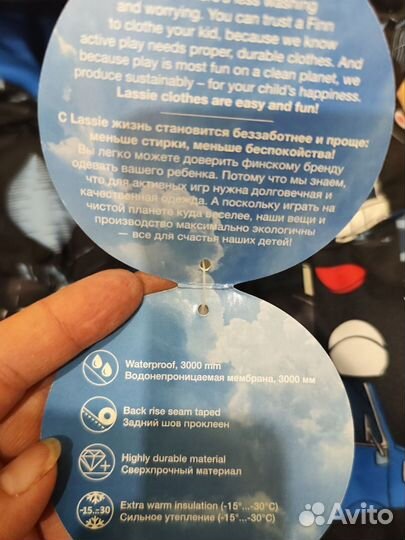 less washing
and worrying. You can trust a Finn
to clothe your kid, because we know
active play needs proper, durable clothes. And
because play is most fun on a clean planet, we
produce sustainably – for your child's happiness.
Lassie clothes are easy and fun!
С Lassie жизнь становится беззаботнее и проще:
меньше стирки, меньше беспокойства!
Вы легко можете доверить финскому бренду
одевать вашего ребенка. Потому что мы знаем,
что для активных игр нужна долговечная и
качественная одежда. А поскольку играть на
чистой планете куда веселее, наши вещи и
производство максимально экологичны
– все для счастья наших детей!
Waterproof, 3000 mm
Водонепроницаемая мембрана, 3000 мм
Back rise seam taped
Задний шов проклеен
Highly durable material
Сверхпрочный материал
-15...-30
Extra warm insulation (-15°...-30°C)
Сильное утепление (-15°...-30°C)
Avito